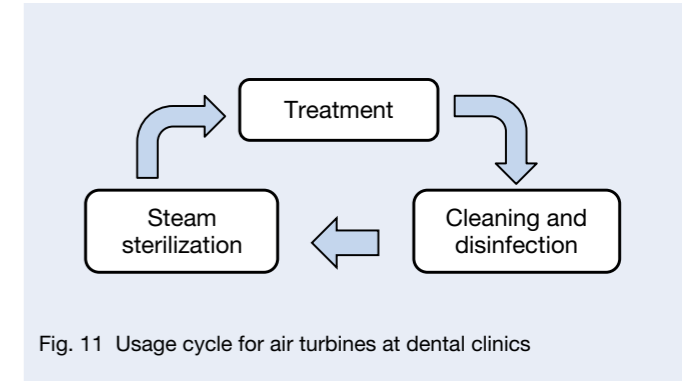 Treatment
Cleaning and
disinfection
Steam
sterilization
Fig. 11 Usage cycle for air turbines at dental clinics